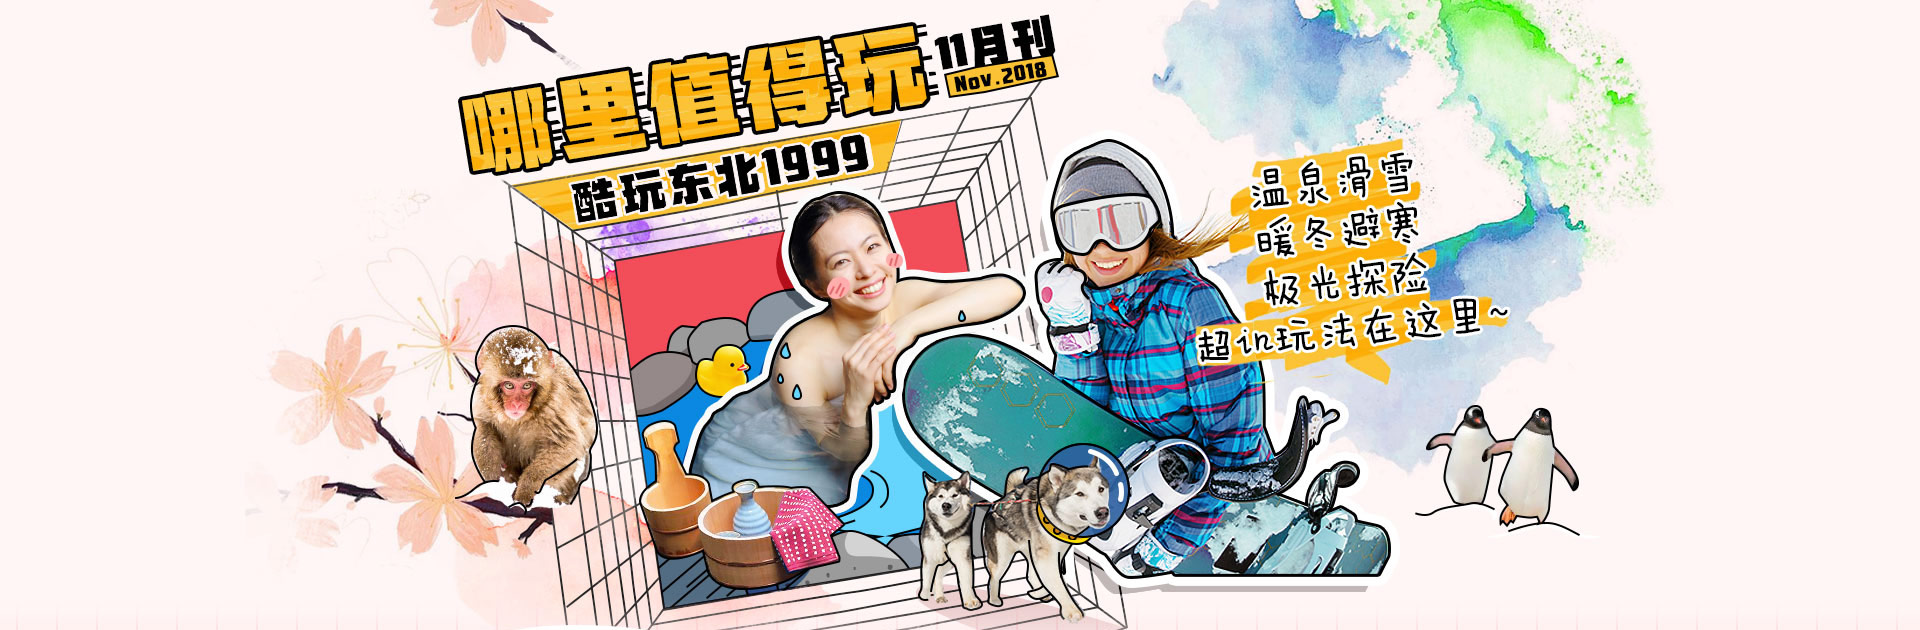 哪里值得玩
11月刊
Nov.2018
酷玩东北1999
温泉滑雪
暖冬避寒
极光探险
超in玩法在这里~